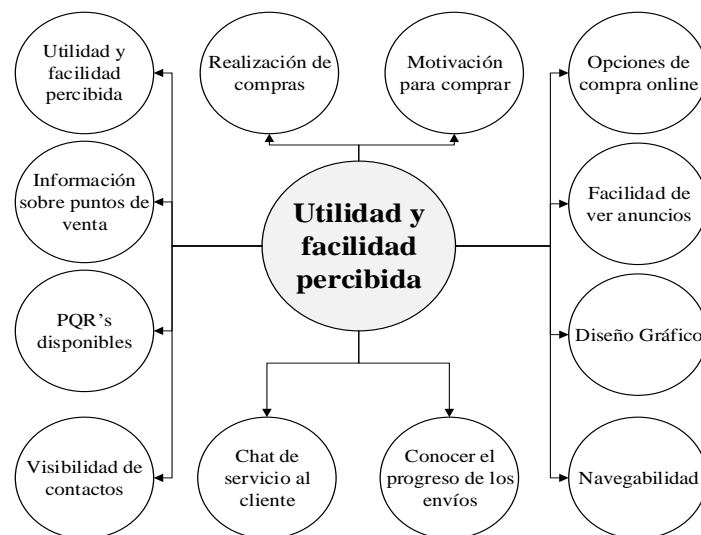 Utilidad y
facilidad
percibida
Realización de
compras
Motivación
para comprar
Opciones de
compra online
Información
sobre puntos de
venta
Utilidad y
facilidad
percibida
Facilidad de
ver anuncios
PQR’s
disponibles
Diseño Gráfico
Visibilidad de
contactos
Chat de
servicio al
cliente
Conocer el
progreso de los
envíos
Navegabilidad